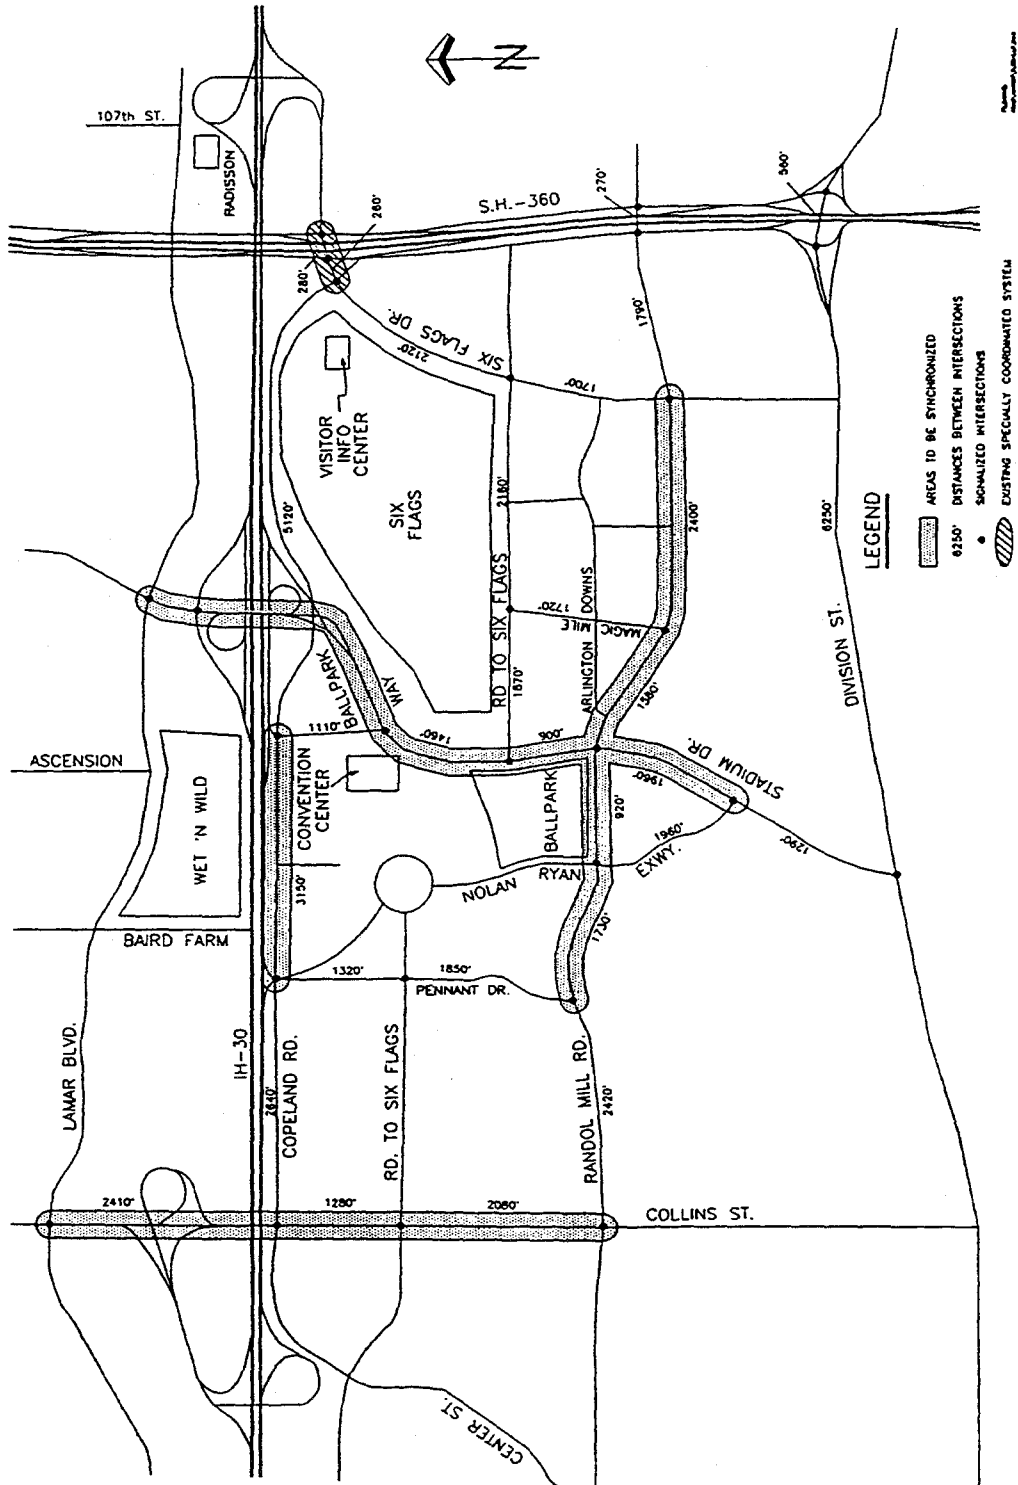 107th ST.
RADISSON
N
S.H.-360
260'
280'
270'
560'
1790'
SIX FLAGS DR.
2120'
1700'
VISITOR
INFO
CENTER
SIX
FLAGS
5120'
2180'
RD TO SIX FLAGS
1870'
1720'
MAGIC MILE
ARLINGTON DOWNS
2400'
1580'
6250'
DIVISION ST.
BALLPARK
WAY
1110'
1460'
900'
ASCENSION
WET 'N WILD
CONVENTION
CENTER
3150'
BALLPARK
920'
1960'
STADIUM DR.
1960'
1290'
NOLAN
RYAN
EXWY.
BAIRD FARM
1730'
1320'
1850'
PENNANT DR.
LAMAR BLVD.
IH-30
2640'
COPELAND RD.
RD. TO SIX FLAGS
RANDOL MILL RD.
2420'
2410'
1280'
2080'
COLLINS ST.
CENTER ST.
LEGEND
AREAS TO BE SYNCHRONIZED
6250' DISTANCES BETWEEN INTERSECTIONS
SIGNALIZED INTERSECTIONS
EXISTING SPECIALLY COORDINATED SYSTEM